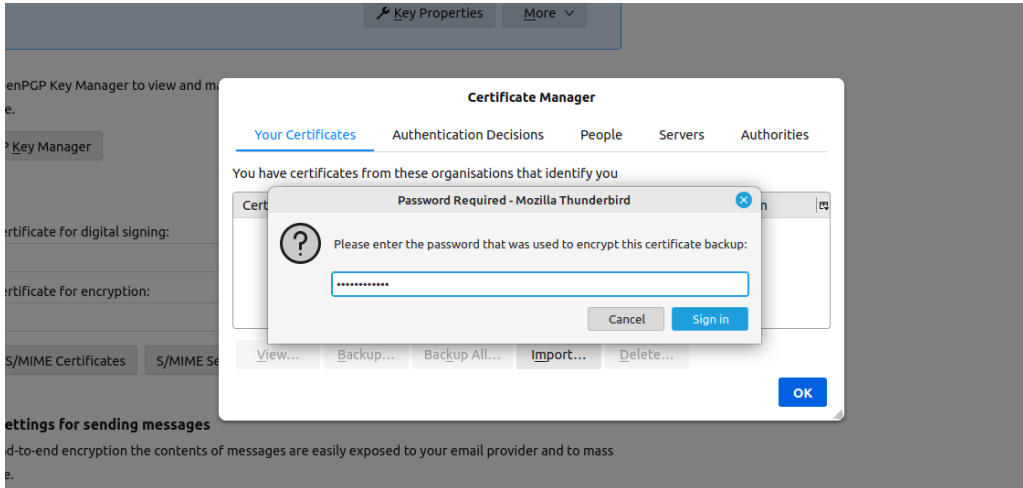 Key Properties More
enPGP Key Manager to view and m
e.
Key Manager
Certificate Manager
Your Certificates Authentication Decisions People Servers Authorities
You have certificates from these organisations that identify you
Cert n
Password Required - Mozilla Thunderbird
Please enter the password that was used to encrypt this certificate backup:
••••••••••••
Cancel Sign in
ertificate for digital signing:
ertificate for encryption:
S/MIME Certificates S/MIME Se
View... Backup... Backup All... Import... Delete...
OK
ettings for sending messages
d-to-end encryption the contents of messages are easily exposed to your email provider and to mass
e.